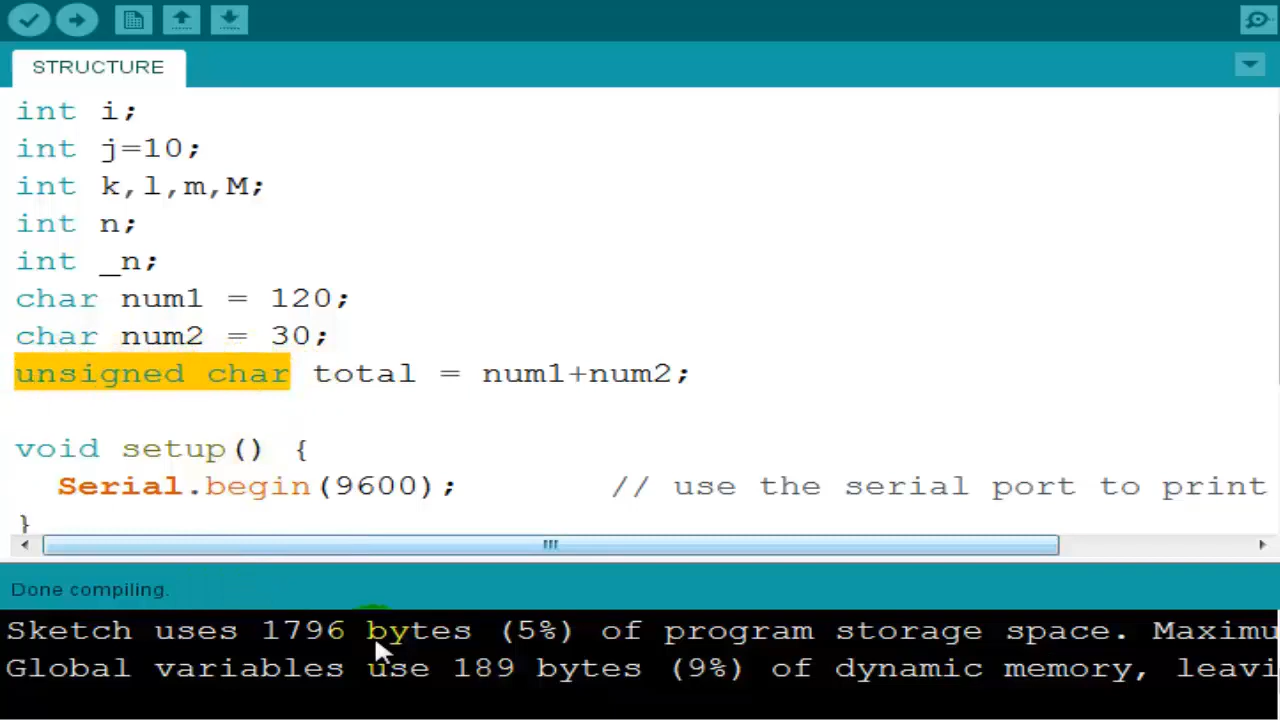 STRUCTURE
int i;
int j=10;
int k,l,m,M;
int n;
int _n;
char num1 = 120;
char num2 = 30;
unsigned char total = num1+num2;
void setup() {
Serial.begin(9600); // use the serial port to print
}
Done compiling.
Sketch uses 1796 bytes (5%) of program storage space. Maximu
Global variables use 189 bytes (9%) of dynamic memory, leavi